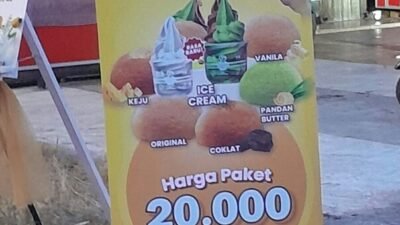 RASA
BARU!
VANILA
KEJU
ICE
CREAM
PANDAN
BUTTER
ORIGINAL
COKLAT
Harga Paket
20.000